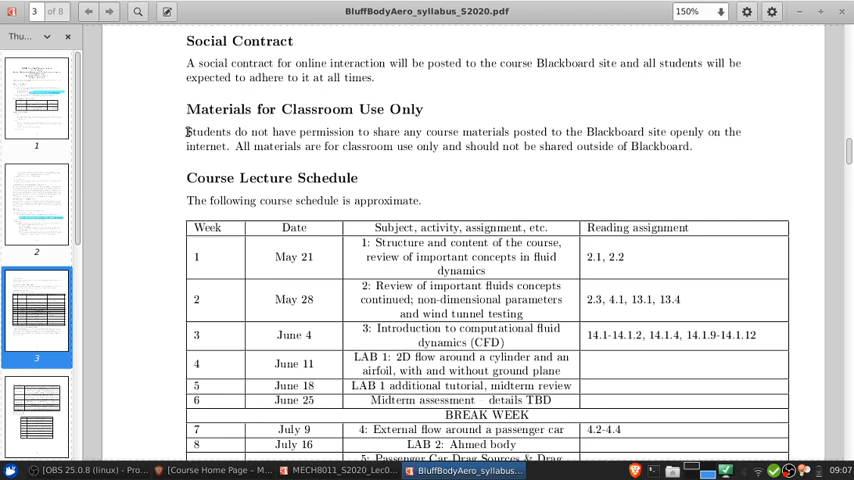 3 of 8
BluffBodyAero_syllabus_S2020.pdf
150%
Thu...
1
2
3
Social Contract
A social contract for online interaction will be posted to the course Blackboard site and all students will be
expected to adhere to it at all times.
Materials for Classroom Use Only
Students do not have permission to share any course materials posted to the Blackboard site openly on the
internet. All materials are for classroom use only and should not be shared outside of Blackboard.
Course Lecture Schedule
The following course schedule is approximate.
Week Date Subject, activity, assignment, etc. Reading assignment
1: Structure and content of the course,
1 May 21 review of important concepts in fluid 2.1, 2.2
dynamics
2: Review of important fluids concepts
2 May 28 continued; non-dimensional parameters 2.3, 4.1, 13.1, 13.4
and wind tunnel testing
3 June 4 3: Introduction to computational fluid 14.1-14.1.2, 14.1.4, 14.1.9-14.1.12
dynamics (CFD)
4 June 11 LAB 1: 2D flow around a cylinder and an
airfoil, with and without ground plane
5 June 18 LAB 1 additional tutorial, midterm review
6 June 25 Midterm assessment – details TBD
BREAK WEEK
7 July 9 4: External flow around a passenger car 4.2-4.4
8 July 16 LAB 2: Ahmed body
5: Passenger Car Drag Sources & Drag
[OBS 25.0.8 (linux) - Pro... [Course Home Page – M... MECH8011_S2020_Lec0... BluffBodyAero_syllabus... 09:07